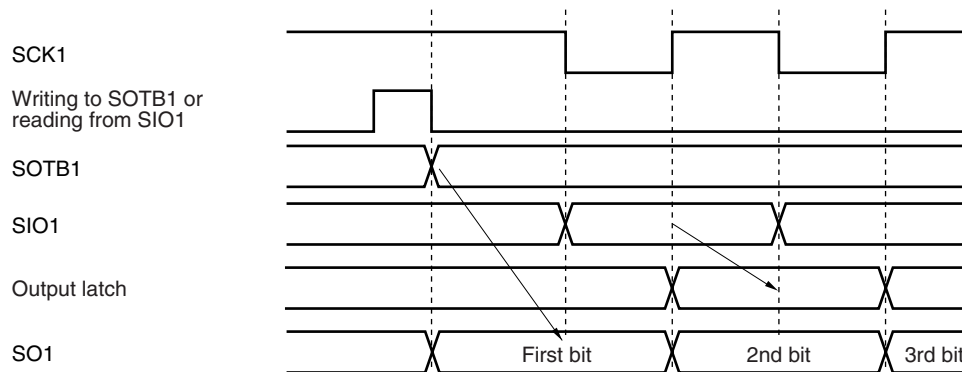 SCK1
Writing to SOTB1 or
reading from SIO1
SOTB1
SIO1
Output latch
SO1
First bit
2nd bit
3rd bit